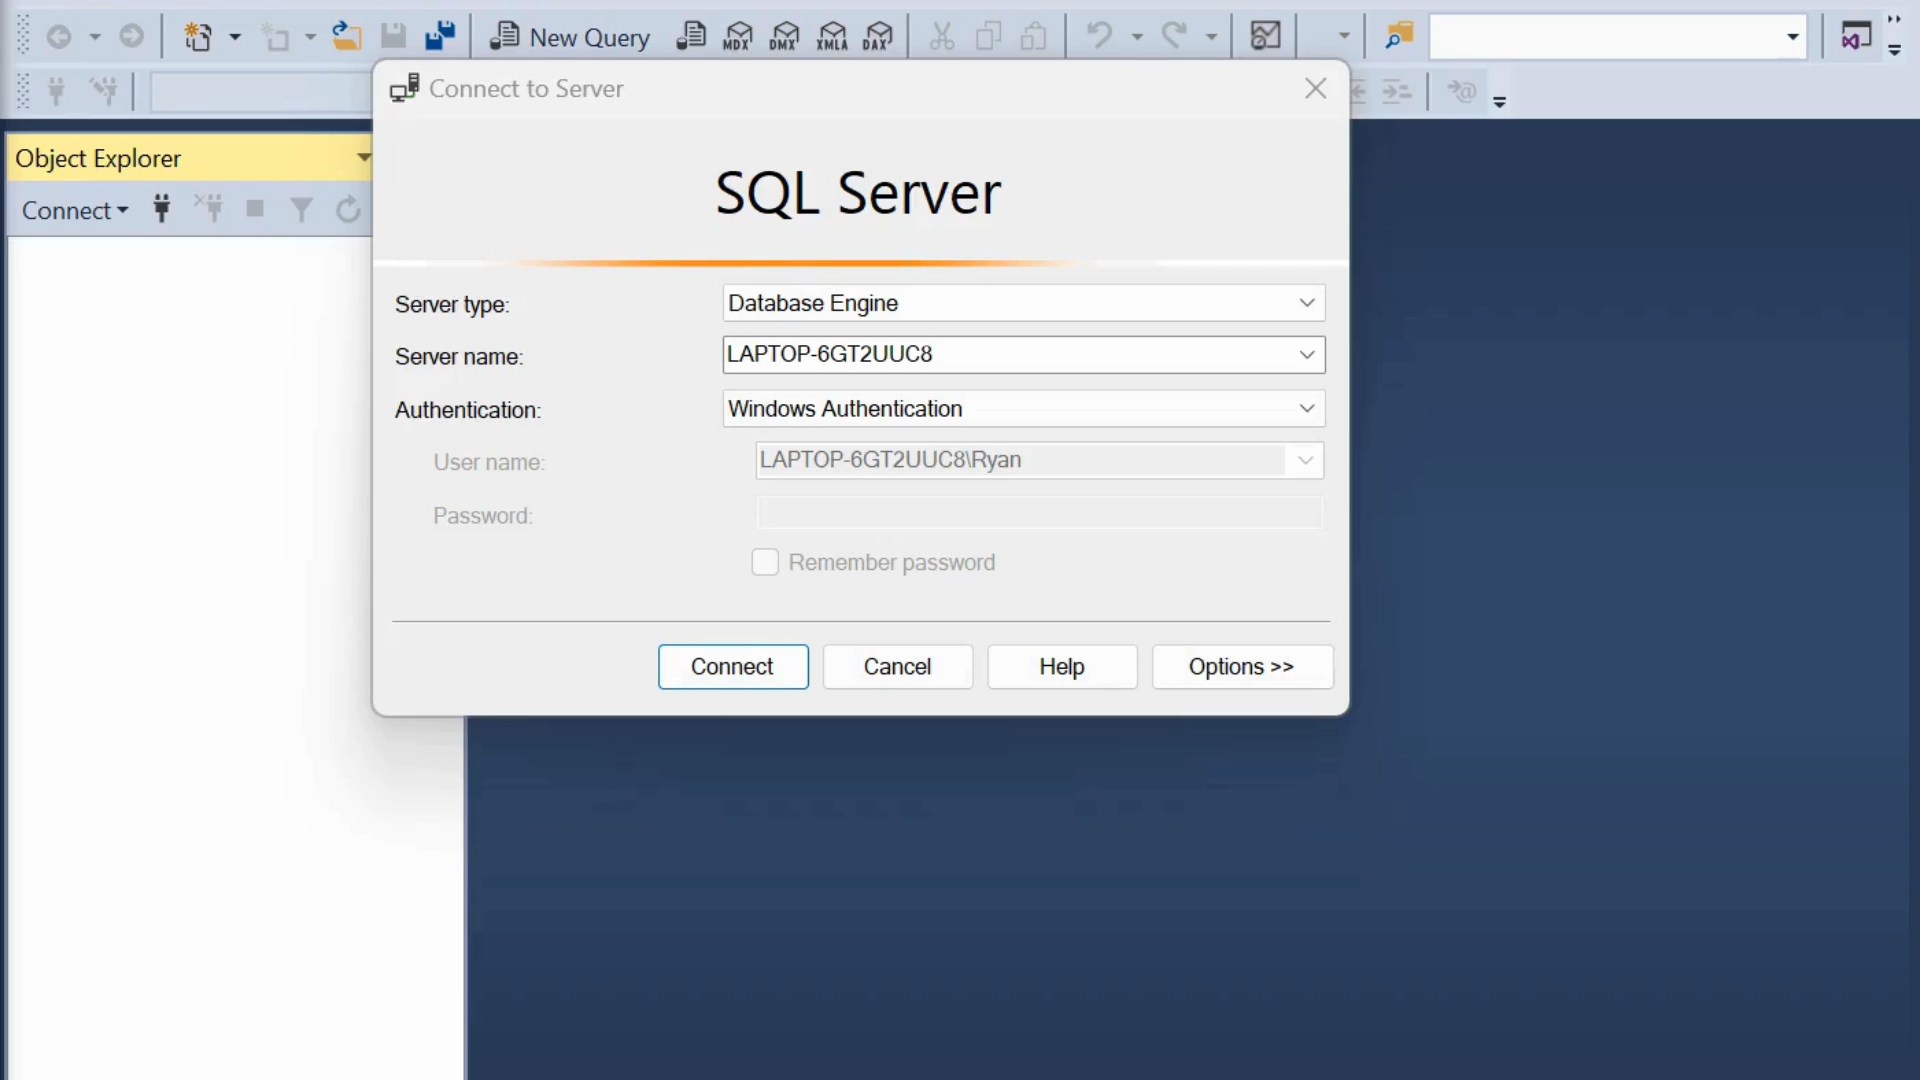 New Query
MDX DMX XMLA DAX
Connect to Server
Object Explorer
Connect
SQL Server
Server type: Database Engine
Server name: LAPTOP-6GT2UUC8
Authentication: Windows Authentication
User name: LAPTOP-6GT2UUC8\Ryan
Password:
Remember password
Connect Cancel Help Options >>